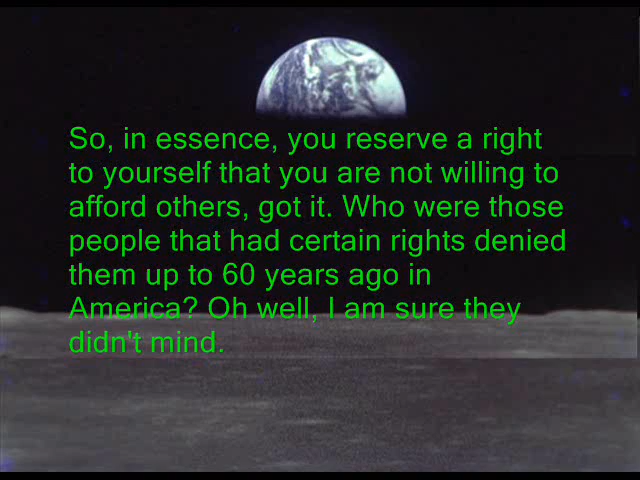 So, in essence, you reserve a right
to yourself that you are not willing to
afford others, got it. Who were those
people that had certain rights denied
them up to 60 years ago in
America? Oh well, I am sure they
didn't mind.